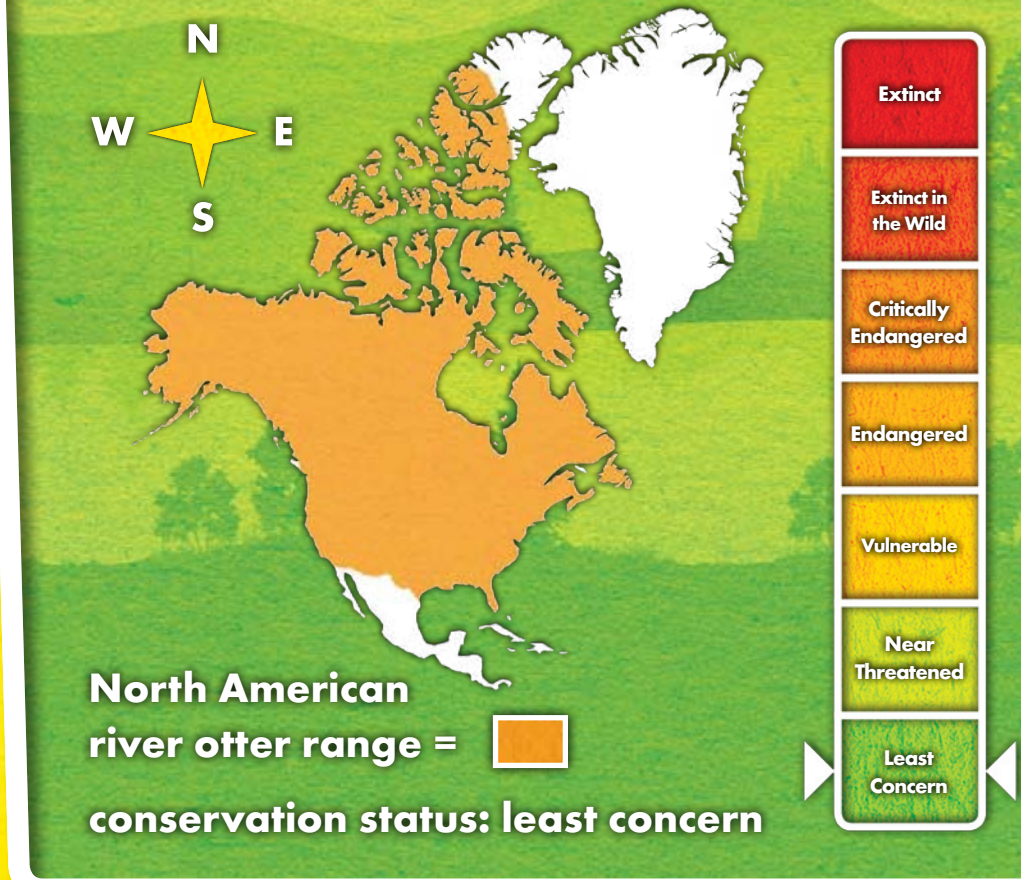 N
W
E
S
Extinct
Extinct in
the Wild
Critically
Endangered
Endangered
Vulnerable
Near
Threatened
Least
Concern
North American
river otter range =
conservation status: least concern